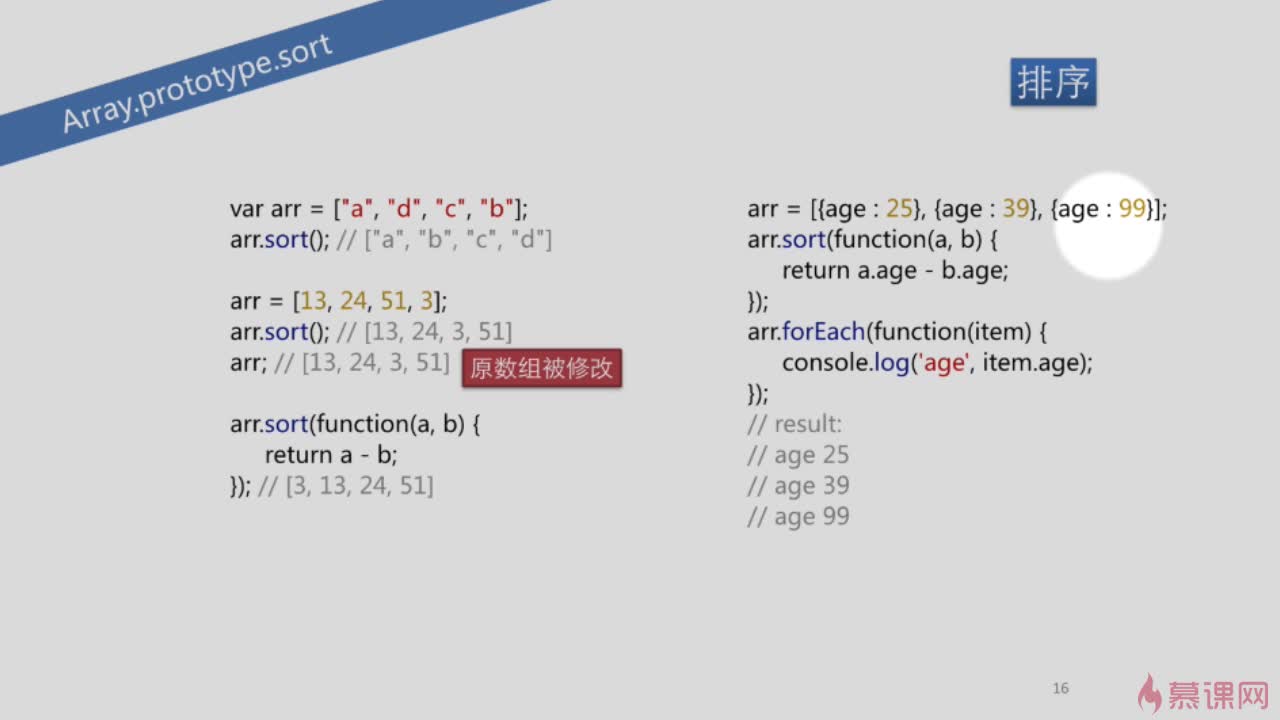 Array.prototype.sort
排序
var arr = ["a", "d", "c", "b"];
arr.sort(); // ["a", "b", "c", "d"]
arr = [13, 24, 51, 3];
arr.sort(); // [13, 24, 3, 51]
arr; // [13, 24, 3, 51]
原数组被修改
arr.sort(function(a, b) {
return a - b;
}); // [3, 13, 24, 51]
arr = [{age : 25}, {age : 39}, {age : 99}];
arr.sort(function(a, b) {
return a.age - b.age;
});
arr.forEach(function(item) {
console.log('age', item.age);
});
// result:
// age 25
// age 39
// age 99
16
慕课网